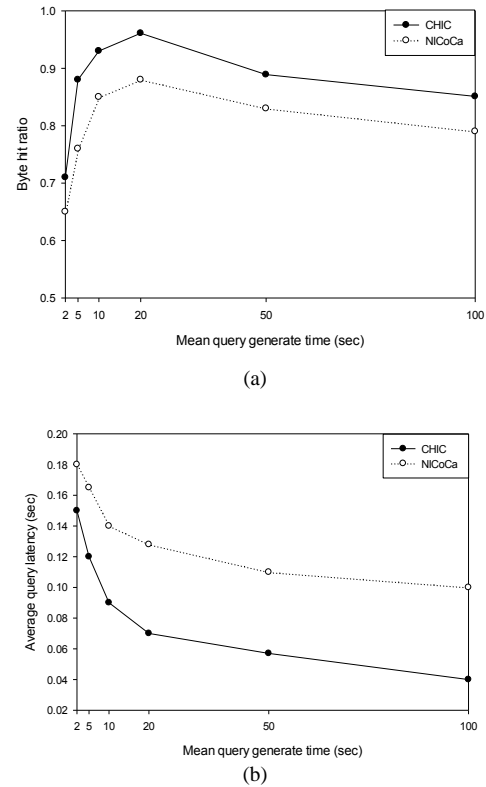 1.0
CHIC
NICoCa
0.9
0.8
0.7
0.6
0.5
Byte hit ratio
2 5 10 20 50 100
Mean query generate time (sec)
(a)
0.20
CHIC
NICoCa
0.18
0.16
0.14
0.12
0.10
0.08
0.06
0.04
0.02
Average query latency (sec)
2 5 10 20 50 100
Mean query generate time (sec)
(b)